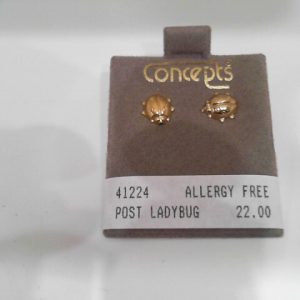 Concepts
41224 ALLERGY FREE
POST LADYBUG 22.00